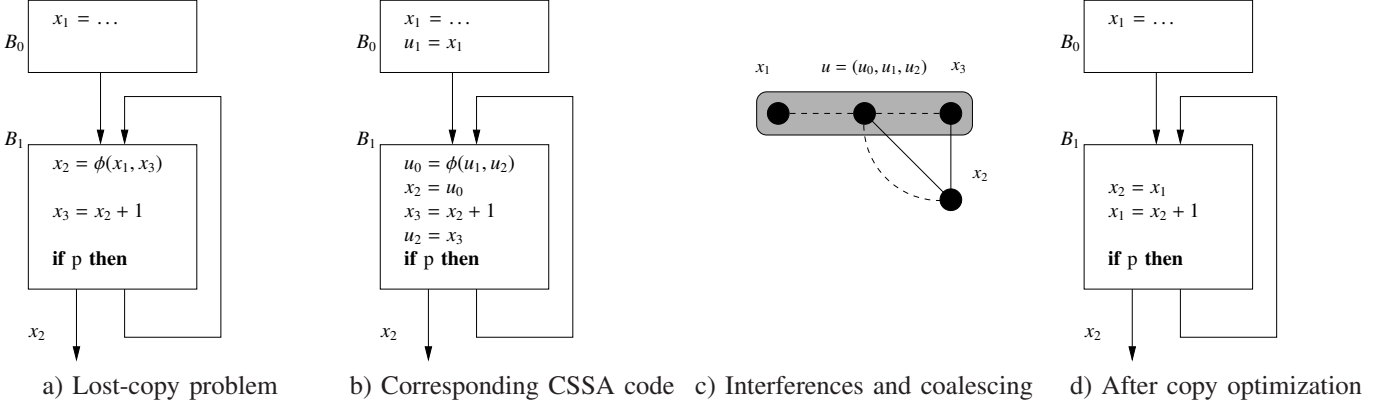 x₁ = …
B₀
B₁
x₂ = ϕ(x₁, x₃)
x₃ = x₂ + 1
if p then
x₂
a) Lost-copy problem
x₁ = …
u₁ = x₁
B₀
B₁
u₀ = ϕ(u₁, u₂)
x₂ = u₀
x₃ = x₂ + 1
u₂ = x₃
if p then
x₂
b) Corresponding CSSA code
x₁ u = (u₀, u₁, u₂) x₃
x₂
c) Interferences and coalescing
x₁ = …
B₀
B₁
x₂ = x₁
x₁ = x₂ + 1
if p then
x₂
d) After copy optimization